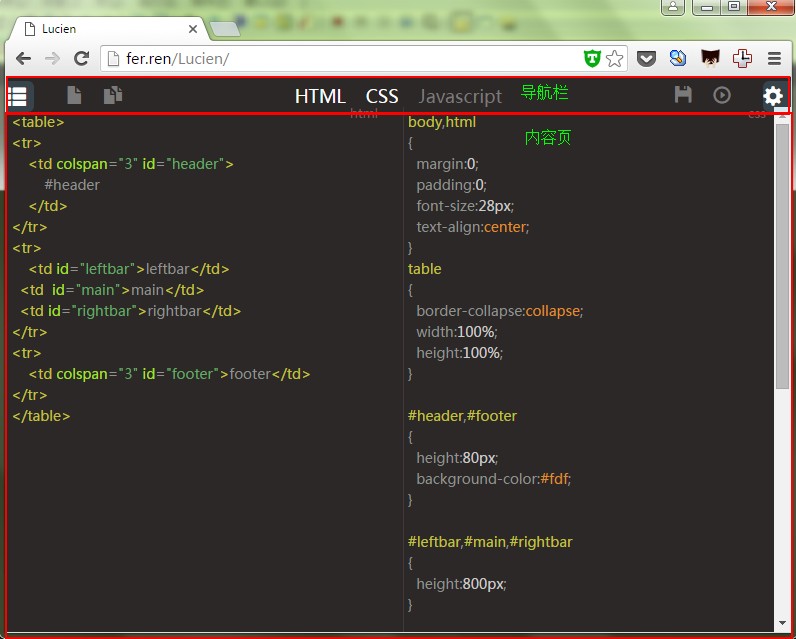 Lucien
fer.ren/Lucien/
HTML CSS Javascript 导航栏
html
css
内容页
<table>
<tr>
<td colspan="3" id="header">
#header
</td>
</tr>
<tr>
<td id="leftbar">leftbar</td>
<td  id="main">main</td>
<td id="rightbar">rightbar</td>
</tr>
<tr>
<td colspan="3" id="footer">footer</td>
</tr>
</table>
body,html
{
margin:0;
padding:0;
font-size:28px;
text-align:center;
}
table
{
border-collapse:collapse;
width:100%;
height:100%;
}
#header,#footer
{
height:80px;
background-color:#fdf;
}
#leftbar,#main,#rightbar
{
height:800px;
}